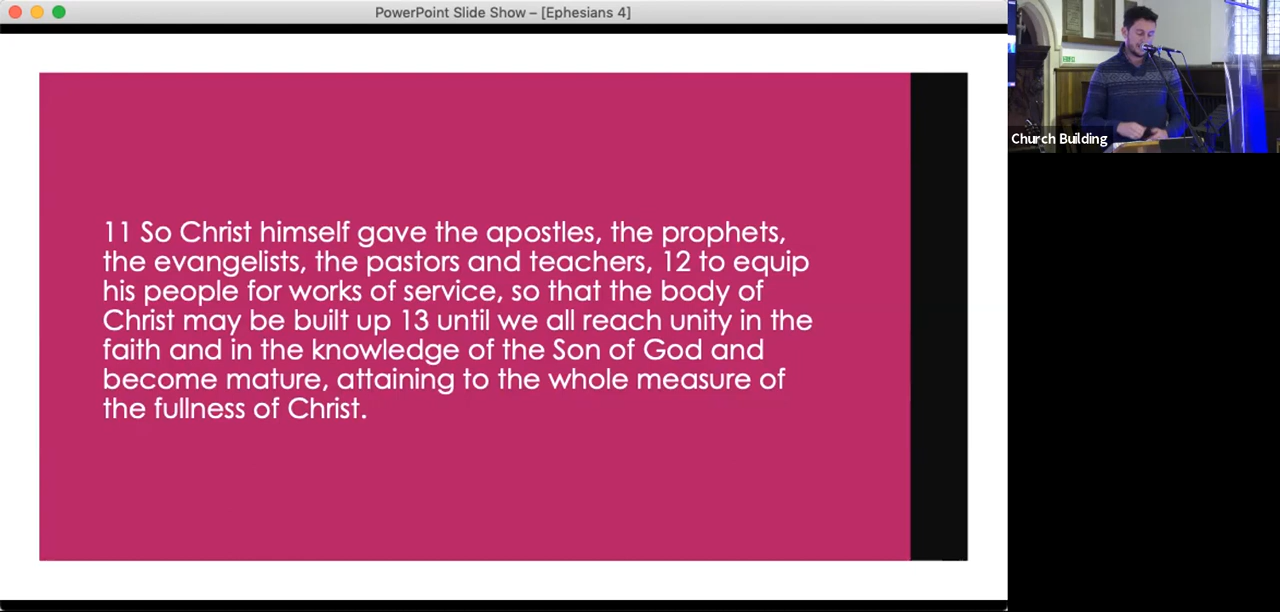 PowerPoint Slide Show – [Ephesians 4]
11 So Christ himself gave the apostles, the prophets,
the evangelists, the pastors and teachers, 12 to equip
his people for works of service, so that the body of
Christ may be built up 13 until we all reach unity in the
faith and in the knowledge of the Son of God and
become mature, attaining to the whole measure of
the fullness of Christ.
Church Building